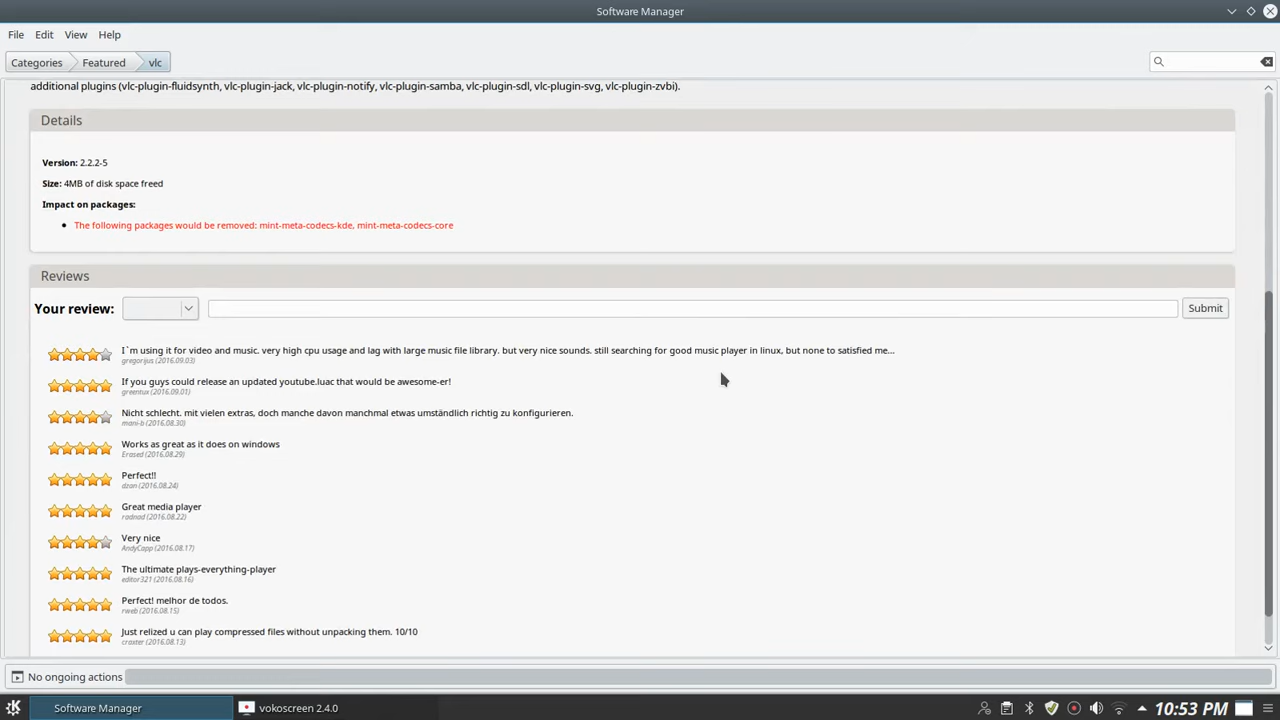 Software Manager
File Edit View Help
Categories Featured vlc
additional plugins (vlc-plugin-fluidsynth, vlc-plugin-jack, vlc-plugin-notify, vlc-plugin-samba, vlc-plugin-sdl, vlc-plugin-svg, vlc-plugin-zvbi).
Details
Version: 2.2.2-5
Size: 4MB of disk space freed
Impact on packages:
• The following packages would be removed: mint-meta-codecs-kde, mint-meta-codecs-core
Reviews
Your review: Submit
I`m using it for video and music. very high cpu usage and lag with large music file library. but very nice sounds. still searching for good music player in linux, but none to satisfied me...
gregorijus (2016.09.03)
If you guys could release an updated youtube.luac that would be awesome-er!
greentux (2016.09.01)
Nicht schlecht. mit vielen extras, doch manche davon manchmal etwas umständlich richtig zu konfigurieren.
mani-b (2016.08.30)
Works as great as it does on windows
Erased (2016.08.29)
Perfect!!
dzon (2016.08.24)
Great media player
radnad (2016.08.22)
Very nice
AndyCapp (2016.08.17)
The ultimate plays-everything-player
editor321 (2016.08.16)
Perfect! melhor de todos.
rweb (2016.08.15)
Just relized u can play compressed files without unpacking them. 10/10
craxter (2016.08.13)
No ongoing actions
Software Manager vokoscreen 2.4.0 10:53 PM